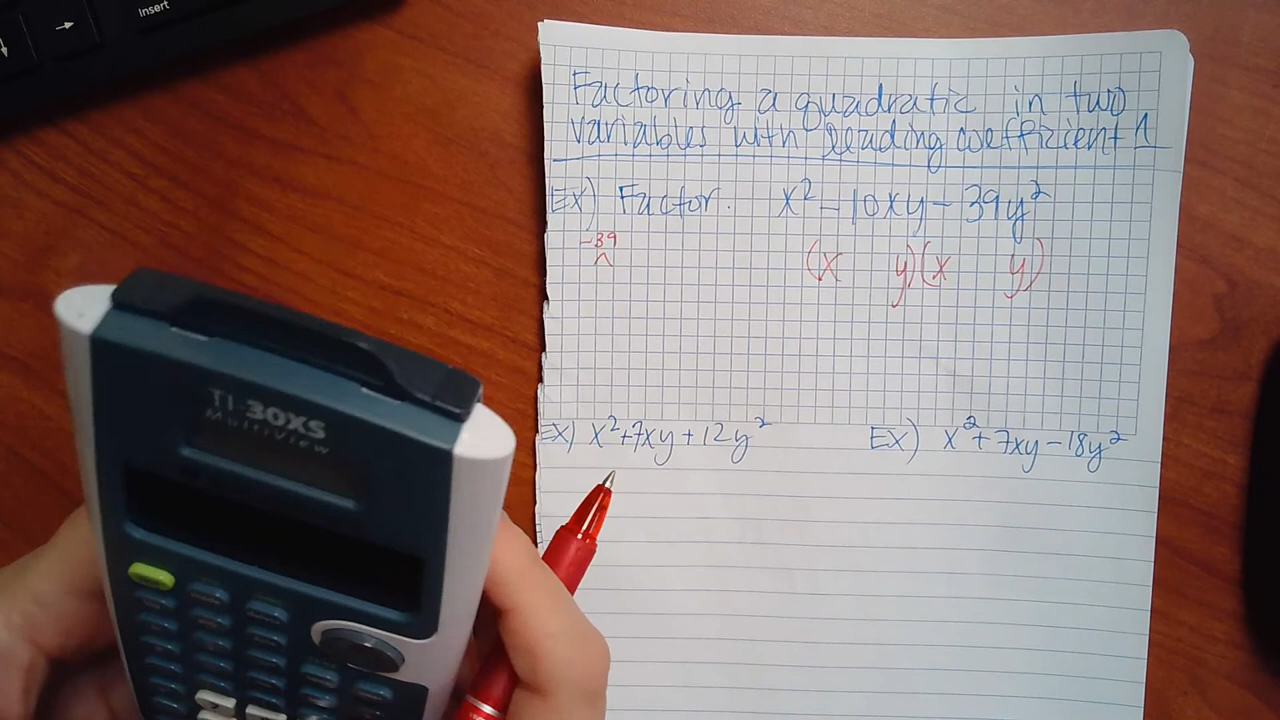 Insert
Factoring a quadratic in two
variables with leading coefficient 1
EX) Factor. x²-10xy-39y²
-39
(x y)(x y)
TI-30XS
MultiView
EX) x²+7xy+12y²
EX) x²+7xy-18y²